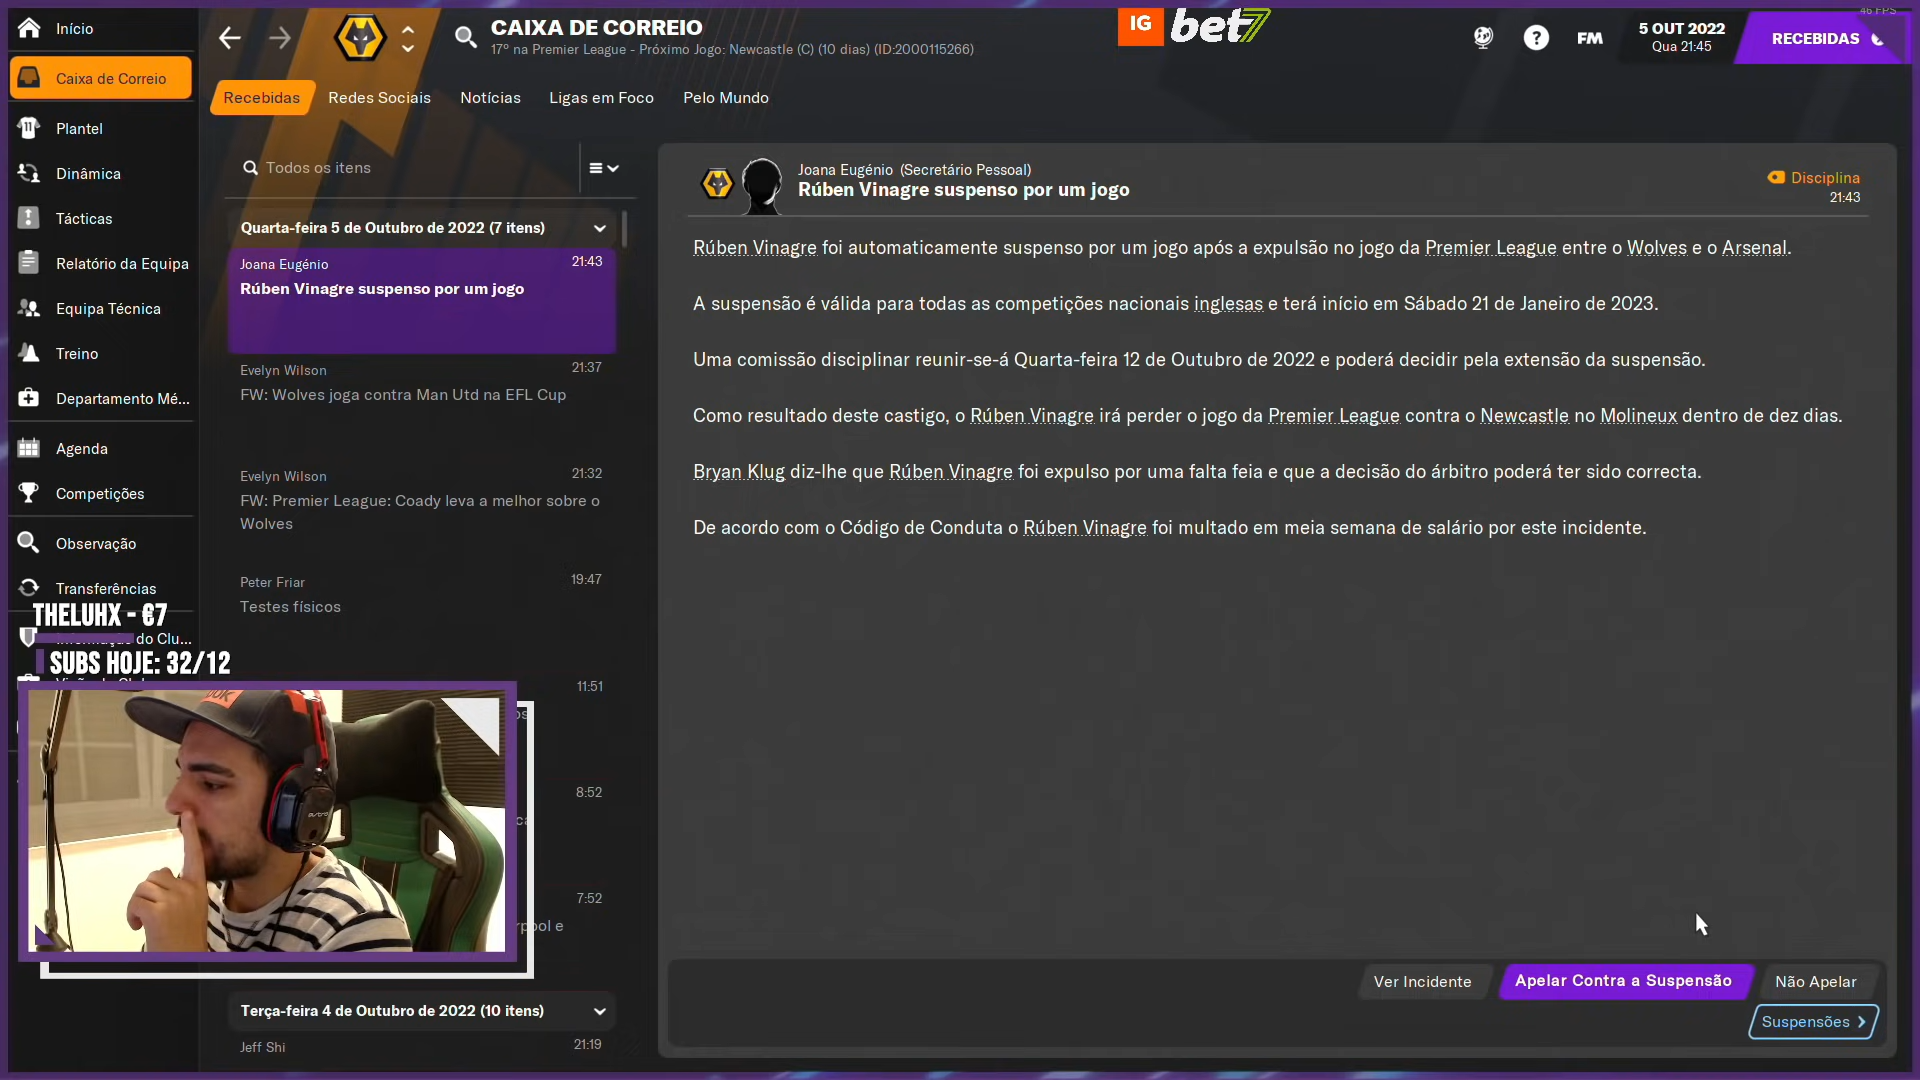 Início
Caixa de Correio
Plantel
Dinâmica
Tácticas
Relatório da Equipa
Equipa Técnica
Treino
Departamento Mé...
Agenda
Competições
Observação
Transferências
do Clu...
THELUHX - €7
SUBS HOJE: 32/12
CAIXA DE CORREIO
17º na Premier League - Próximo Jogo: Newcastle (C) (10 dias) (ID:2000115266)
IG
bet7
46 FPS
FM
5 OUT 2022
Qua 21:45
RECEBIDAS
Recebidas
Redes Sociais
Notícias
Ligas em Foco
Pelo Mundo
Todos os itens
Quarta-feira 5 de Outubro de 2022 (7 itens)
Joana Eugénio 21:43
Rúben Vinagre suspenso por um jogo
Evelyn Wilson 21:37
FW: Wolves joga contra Man Utd na EFL Cup
Evelyn Wilson 21:32
FW: Premier League: Coady leva a melhor sobre o
Wolves
Peter Friar 19:47
Testes físicos
11:51
8:52
7:52
Terça-feira 4 de Outubro de 2022 (10 itens)
Jeff Shi 21:19
Joana Eugénio (Secretário Pessoal)
Rúben Vinagre suspenso por um jogo
Disciplina
21:43
Rúben Vinagre foi automaticamente suspenso por um jogo após a expulsão no jogo da Premier League entre o Wolves e o Arsenal.
A suspensão é válida para todas as competições nacionais inglesas e terá início em Sábado 21 de Janeiro de 2023.
Uma comissão disciplinar reunir-se-á Quarta-feira 12 de Outubro de 2022 e poderá decidir pela extensão da suspensão.
Como resultado deste castigo, o Rúben Vinagre irá perder o jogo da Premier League contra o Newcastle no Molineux dentro de dez dias.
Bryan Klug diz-lhe que Rúben Vinagre foi expulso por uma falta feia e que a decisão do árbitro poderá ter sido correcta.
De acordo com o Código de Conduta o Rúben Vinagre foi multado em meia semana de salário por este incidente.
Ver Incidente
Apelar Contra a Suspensão
Não Apelar
Suspensões